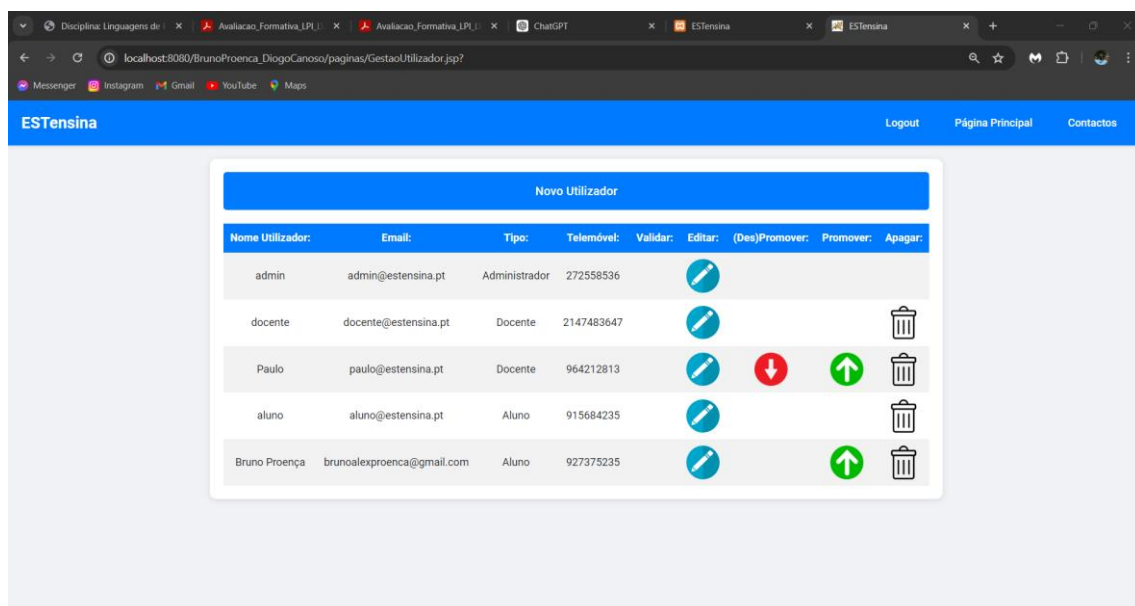 Disciplina: Linguagens de
Avaliacao_Formativa_LPI_
Avaliacao_Formativa_LPI_
ChatGPT
ESTensina
ESTensina
localhost:8080/BrunoProenca_DiogoCanoso/paginas/GestaoUtilizador.jsp?
Messenger Instagram Gmail YouTube Maps
ESTensina Logout Página Principal Contactos
Novo Utilizador
Nome Utilizador: Email: Tipo: Telemóvel: Validar: Editar: (Des)Promover: Promover: Apagar:
admin admin@estensina.pt Administrador 272558536
docente docente@estensina.pt Docente 2147483647
Paulo paulo@estensina.pt Docente 964212813
aluno aluno@estensina.pt Aluno 915684235
Bruno Proença brunoalexproenca@gmail.com Aluno 927375235